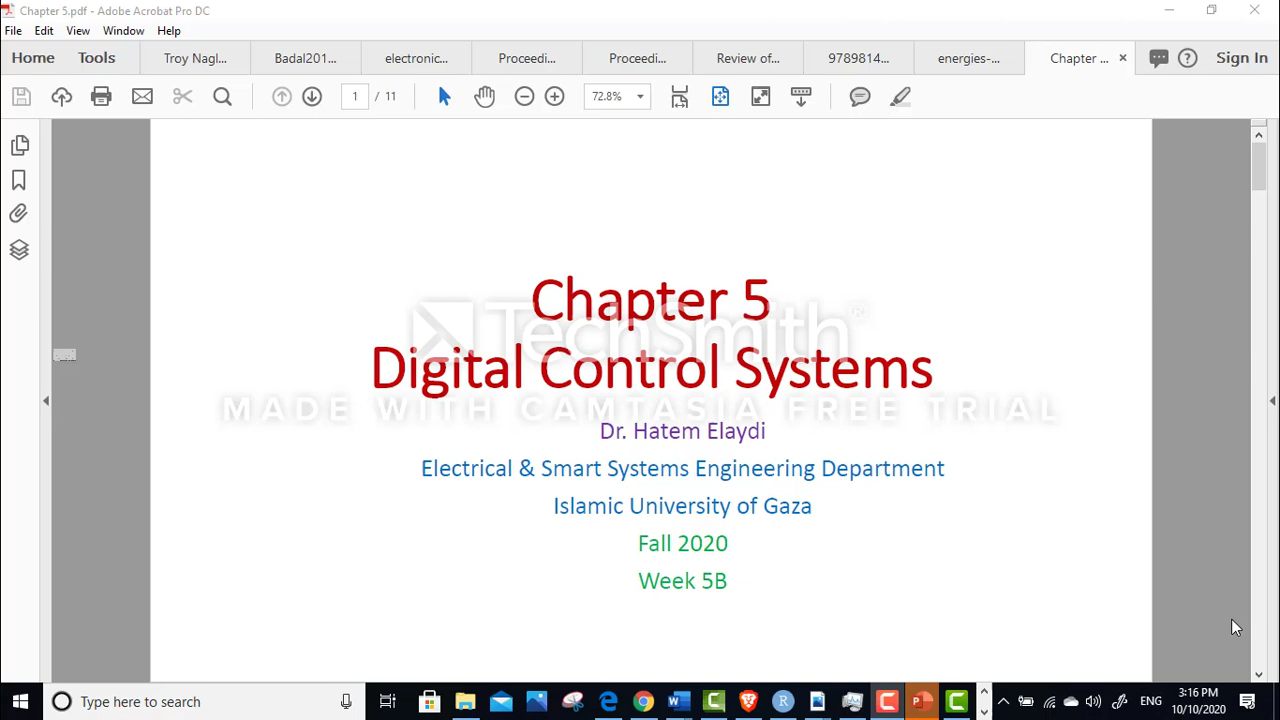 Chapter 5.pdf - Adobe Acrobat Pro DC
File Edit View Window Help
Home Tools Troy Nagl... Badal201... electronic... Proceedi... Proceedi... Review of... 9789814... energies-... Chapter ... Sign In
1 / 11 72.8%
Chapter 5
TechSmith®
Digital Control Systems
MADE WITH CAMTASIA FREE TRIAL
Dr. Hatem Elaydi
Electrical & Smart Systems Engineering Department
Islamic University of Gaza
Fall 2020
Week 5B
Type here to search
ENG
3:16 PM
10/10/2020